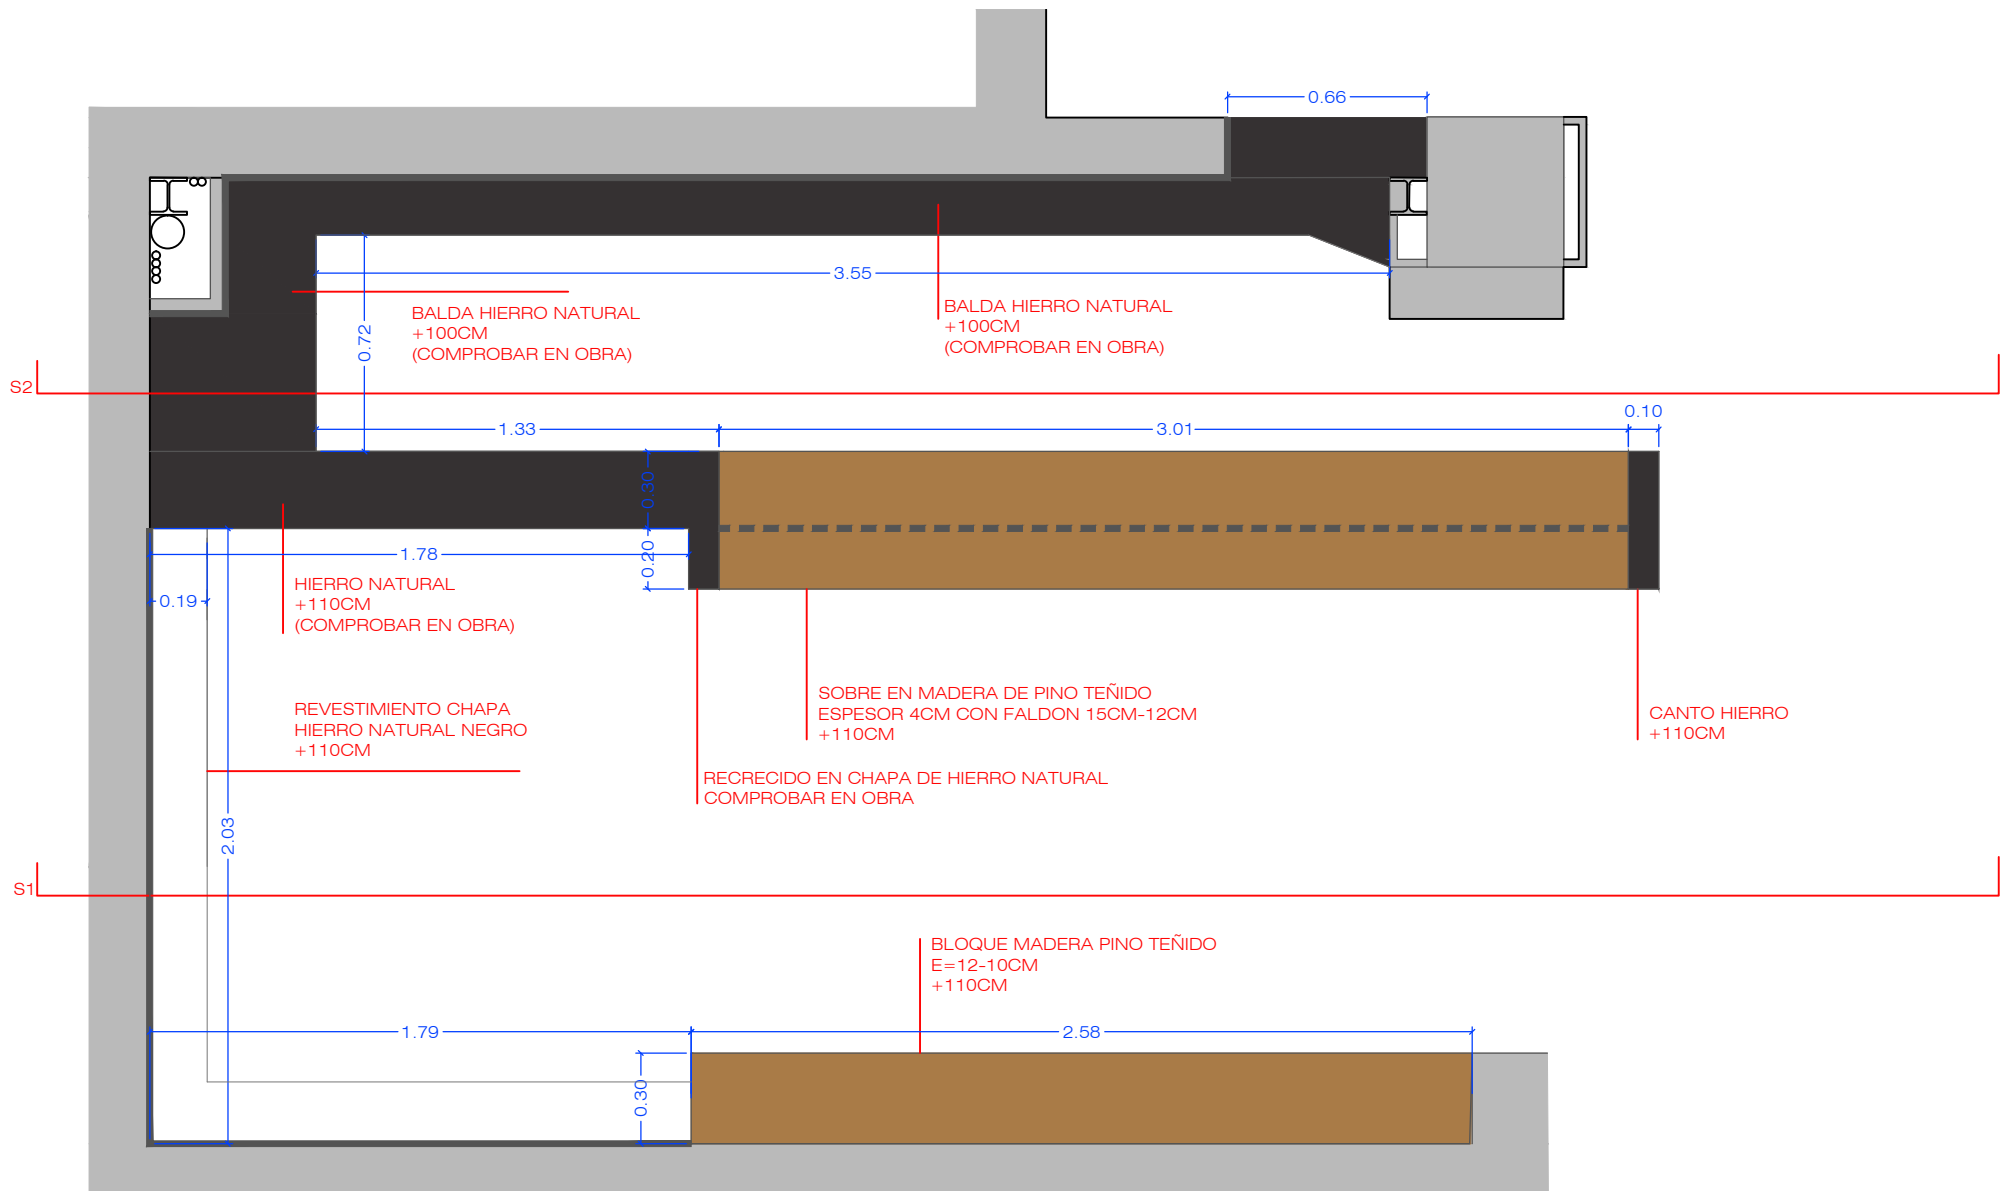 0.66
3.55
BALDA HIERRO NATURAL
+100CM
(COMPROBAR EN OBRA)
BALDA HIERRO NATURAL
+100CM
(COMPROBAR EN OBRA)
0.72
S2
0.10
1.33
3.01
0.30
0.20
1.78
0.19
HIERRO NATURAL
+110CM
(COMPROBAR EN OBRA)
REVESTIMIENTO CHAPA
HIERRO NATURAL NEGRO
+110CM
SOBRE EN MADERA DE PINO TEÑIDO
ESPESOR 4CM CON FALDON 15CM-12CM
+110CM
CANTO HIERRO
+110CM
RECRECIDO EN CHAPA DE HIERRO NATURAL
COMPROBAR EN OBRA
2.03
S1
BLOQUE MADERA PINO TEÑIDO
E=12-10CM
+110CM
1.79
2.58
0.30